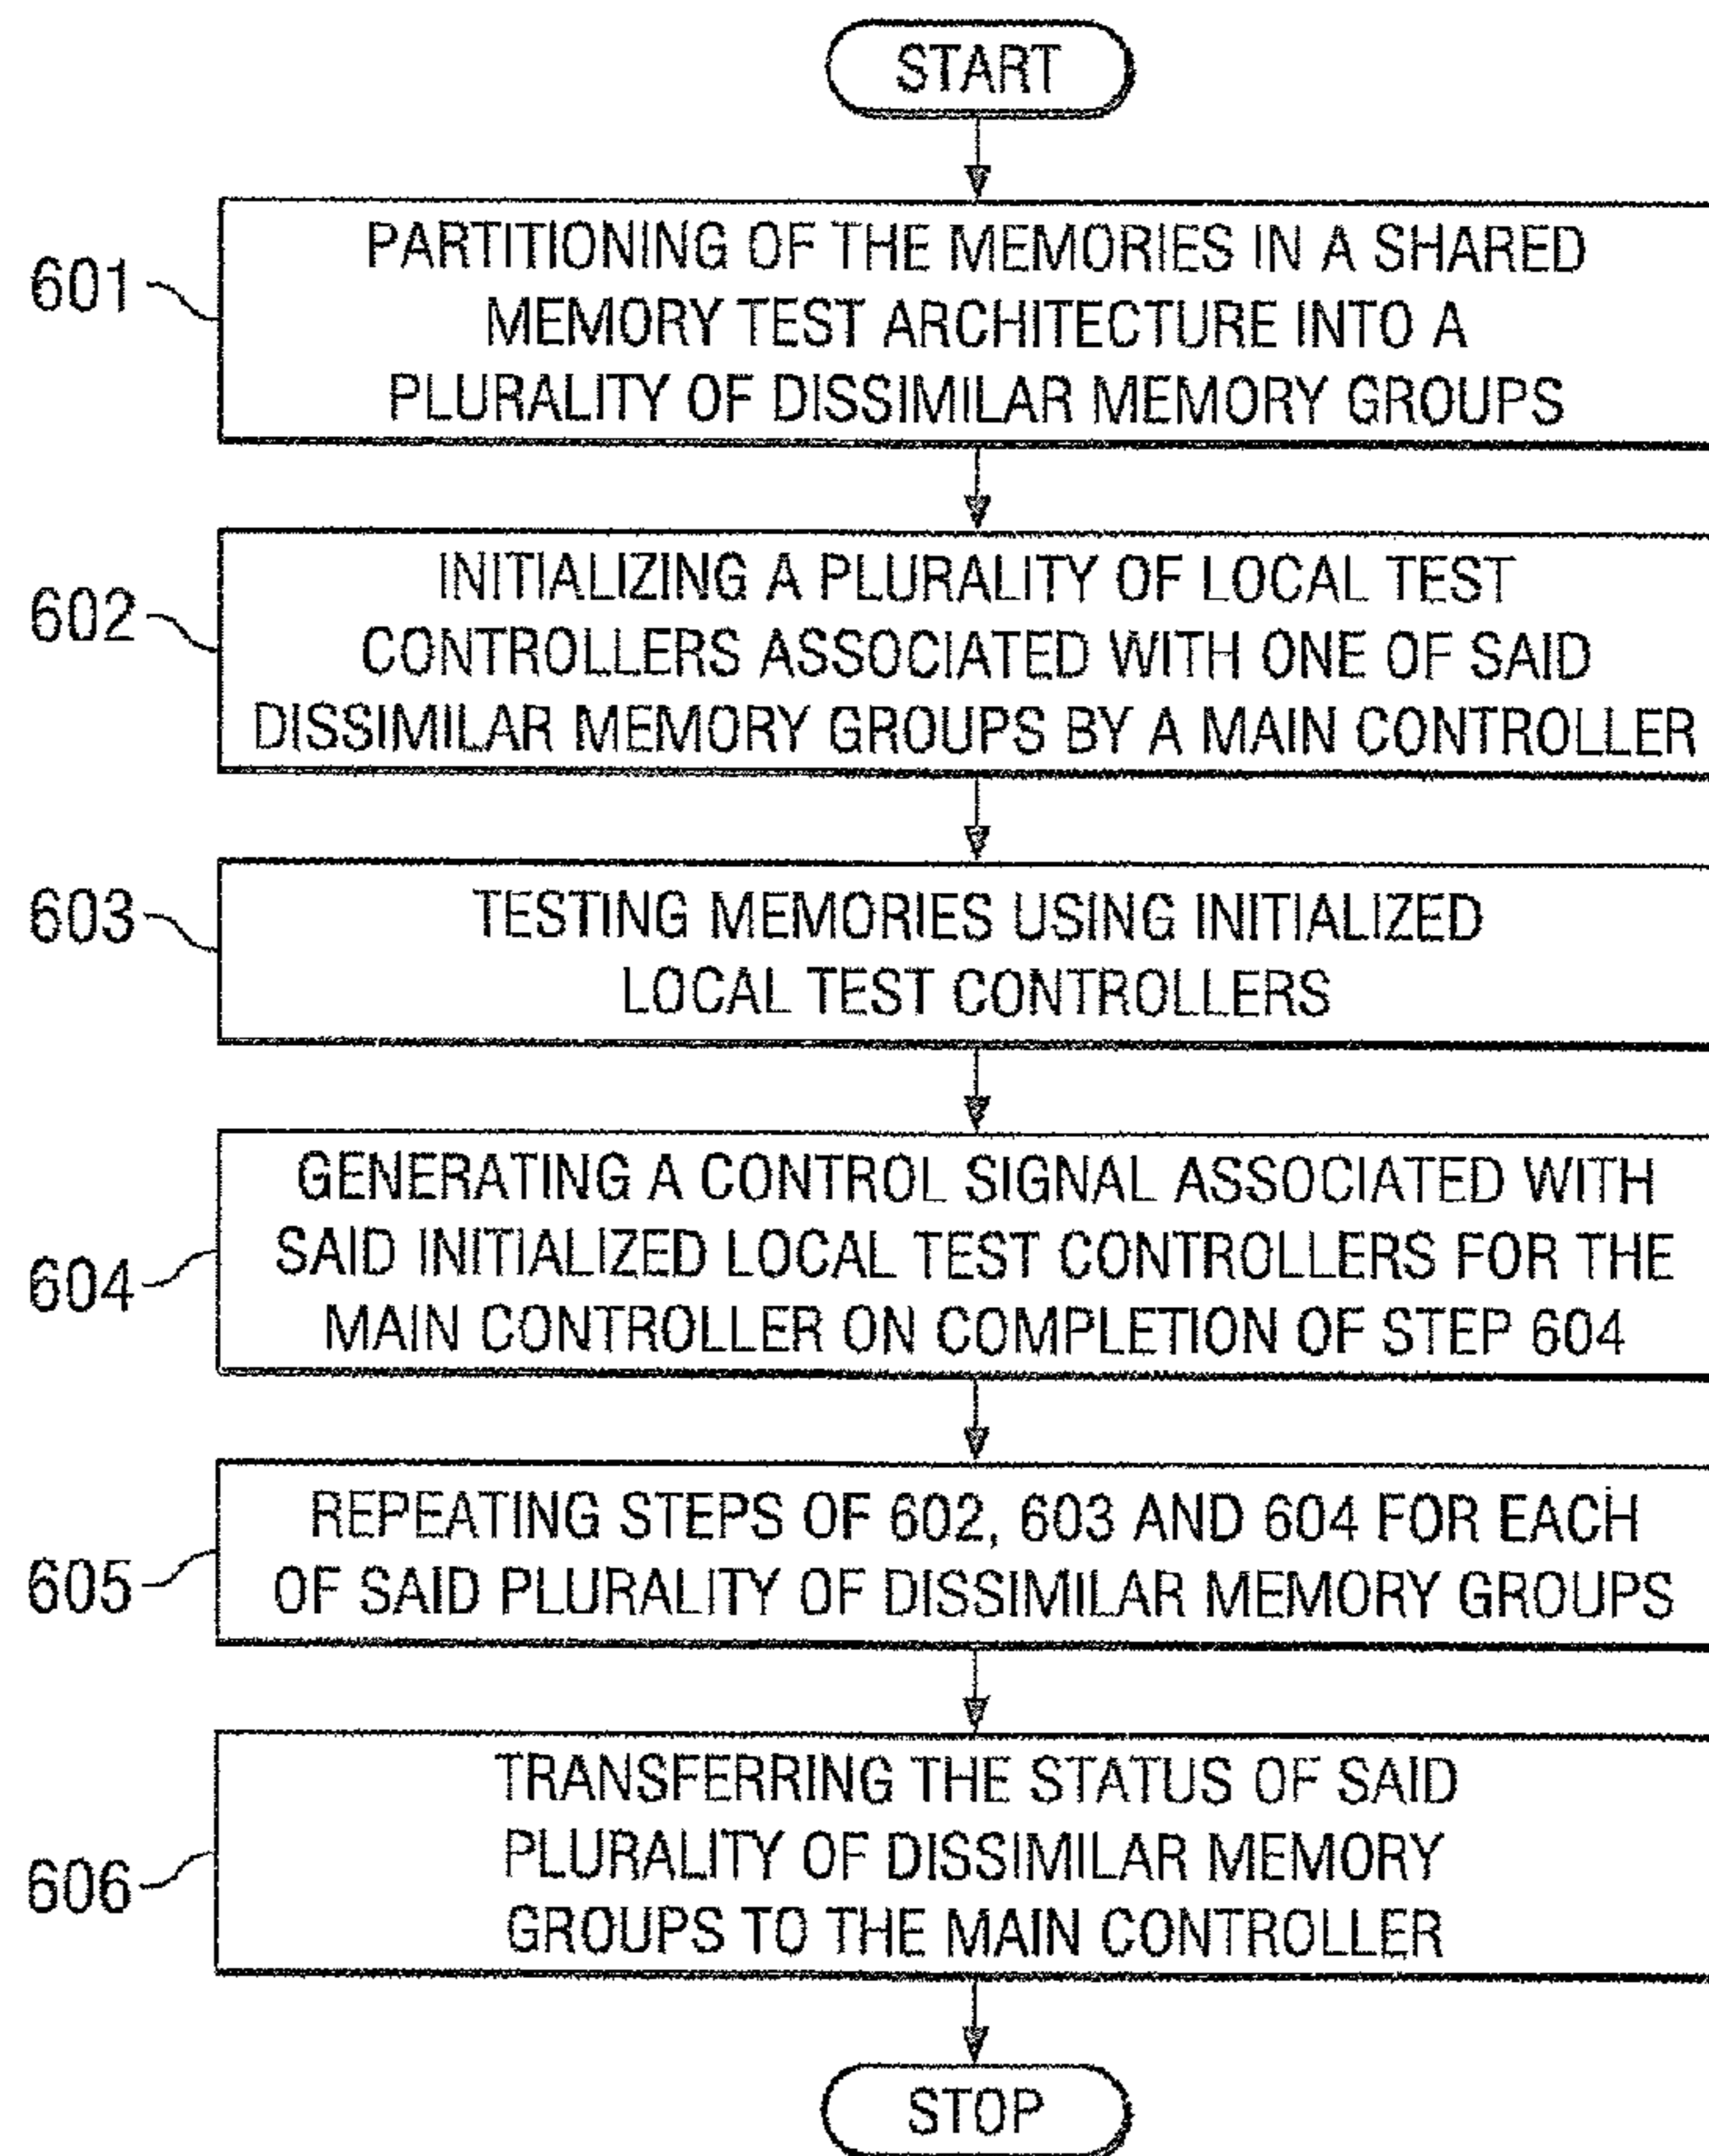 START
601
PARTITIONING OF THE MEMORIES IN A SHARED
MEMORY TEST ARCHITECTURE INTO A
PLURALITY OF DISSIMILAR MEMORY GROUPS
602
INITIALIZING A PLURALITY OF LOCAL TEST
CONTROLLERS ASSOCIATED WITH ONE OF SAID
DISSIMILAR MEMORY GROUPS BY A MAIN CONTROLLER
603
TESTING MEMORIES USING INITIALIZED
LOCAL TEST CONTROLLERS
604
GENERATING A CONTROL SIGNAL ASSOCIATED WITH
SAID INITIALIZED LOCAL TEST CONTROLLERS FOR THE
MAIN CONTROLLER ON COMPLETION OF STEP 604
605
REPEATING STEPS OF 602, 603 AND 604 FOR EACH
OF SAID PLURALITY OF DISSIMILAR MEMORY GROUPS
606
TRANSFERRING THE STATUS OF SAID
PLURALITY OF DISSIMILAR MEMORY
GROUPS TO THE MAIN CONTROLLER
STOP